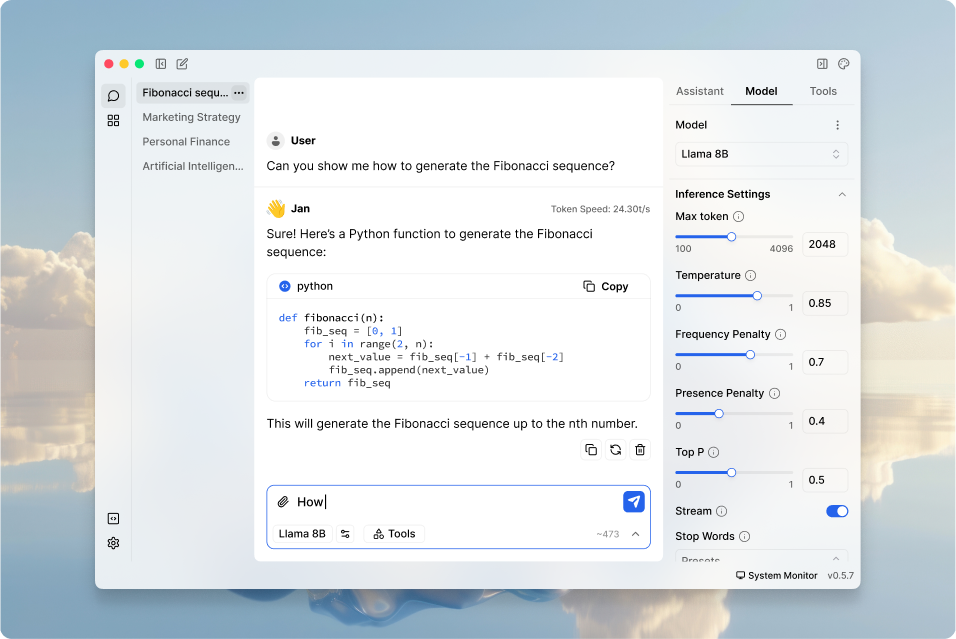 Fibonacci sequ...
Marketing Strategy
Personal Finance
Artificial Intelligen...
User
Can you show me how to generate the Fibonacci sequence?
Jan
Token Speed: 24.30t/s
Sure! Here’s a Python function to generate the Fibonacci
sequence:
python
Copy
def fibonacci(n):
    fib_seq = [0, 1]
    for i in range(2, n):
        next_value = fib_seq[-1] + fib_seq[-2]
        fib_seq.append(next_value)
    return fib_seq
This will generate the Fibonacci sequence up to the nth number.
How
Llama 8B
Tools
~473
Assistant Model Tools
Model
Llama 8B
Inference Settings
Max token
100 4096 2048
Temperature
0 1 0.85
Frequency Penalty
0 1 0.7
Presence Penalty
0 1 0.4
Top P
0 1 0.5
Stream
Stop Words
Presets
System Monitor v0.5.7